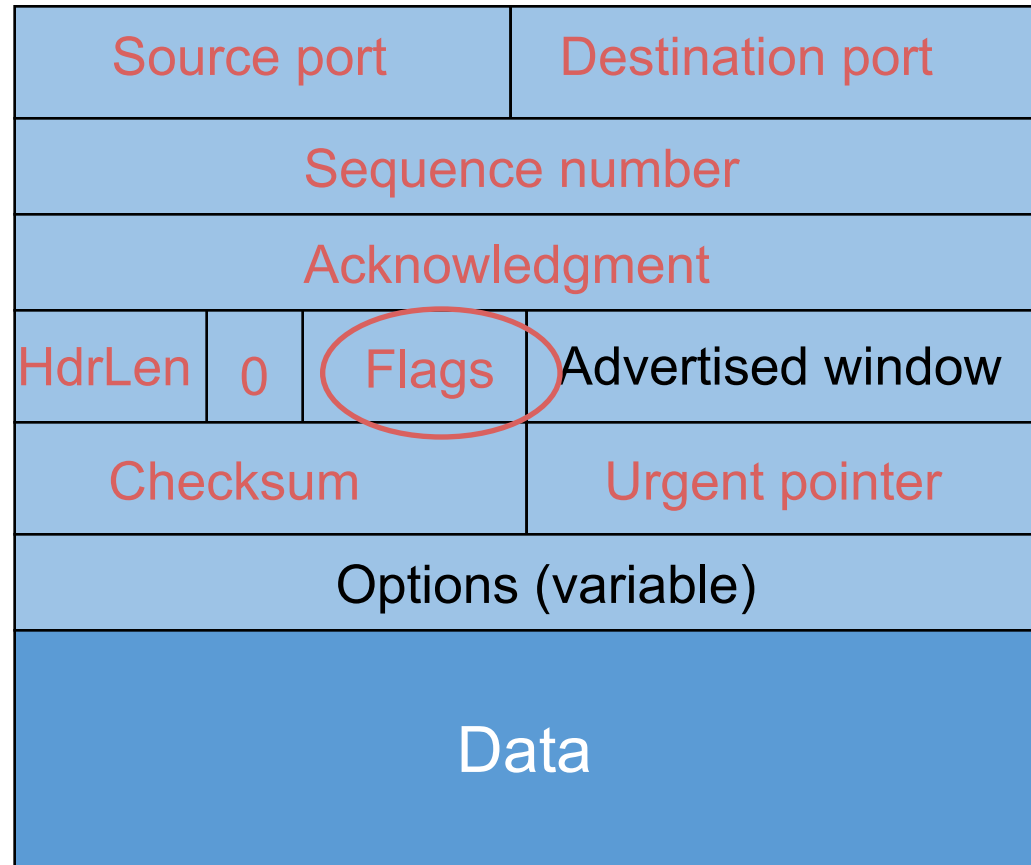 Source port Destination port
Sequence number
Acknowledgment
HdrLen 0 Flags Advertised window
Checksum Urgent pointer
Options (variable)
Data